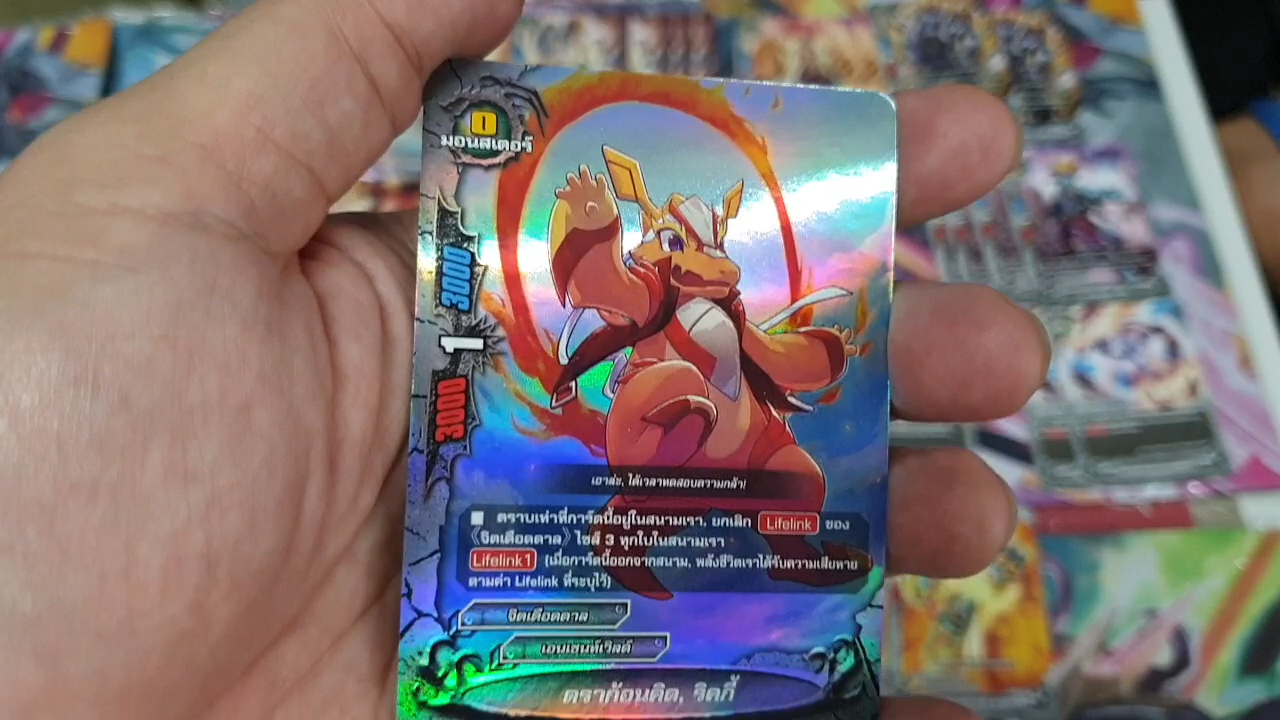 0
มอนสเตอร์
3000
1
3000
เอาล่ะ, ได้เวลาทดสอบความกล้า!
■ ตราบเท่าที่การ์ดนี้อยู่ในสนามเรา, ยกเลิก Lifelink ของ
《จิตเดือดดาล》 ไซส์ 3 ทุกใบในสนามเรา
Lifelink1 (เมื่อการ์ดนี้ออกจากสนาม, พลังชีวิตเราได้รับความเสียหาย
ตามค่า Lifelink ที่ระบุไว้)
จิตเดือดดาล
เอนเชนท์เวิลด์
ดราก้อนคิด, ริคกี้